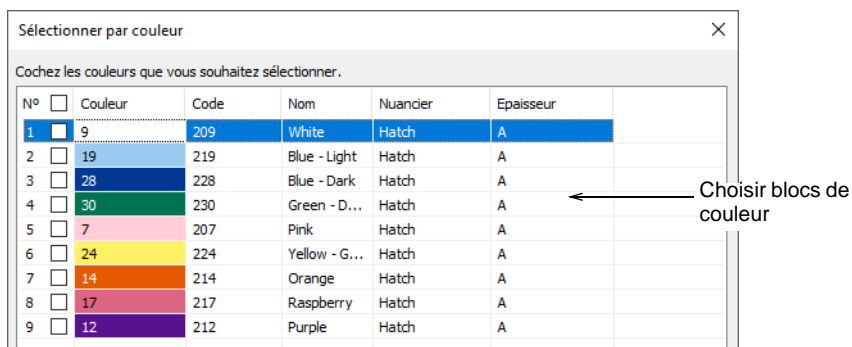 Sélectionner par couleur
Cochez les couleurs que vous souhaitez sélectionner.
Nº Couleur Code Nom Nuancier Epaisseur
1 9 209 White Hatch A
2 19 219 Blue - Light Hatch A
3 28 228 Blue - Dark Hatch A
4 30 230 Green - D... Hatch A
5 7 207 Pink Hatch A
6 24 224 Yellow - G... Hatch A
7 14 214 Orange Hatch A
8 17 217 Raspberry Hatch A
9 12 212 Purple Hatch A
Choisir blocs de
couleur